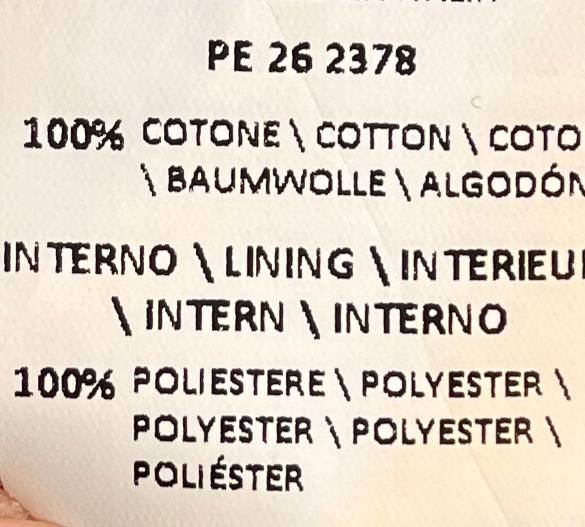 PE 26 2378
100% COTONE \ COTTON \ COTO
\ BAUMWOLLE \ ALGODÓN
INTERNO \ LINING \ INTERIEU
\ INTERN \ INTERNO
100% POLIESTERE \ POLYESTER \
POLYESTER \ POLYESTER \
POLIÉSTER